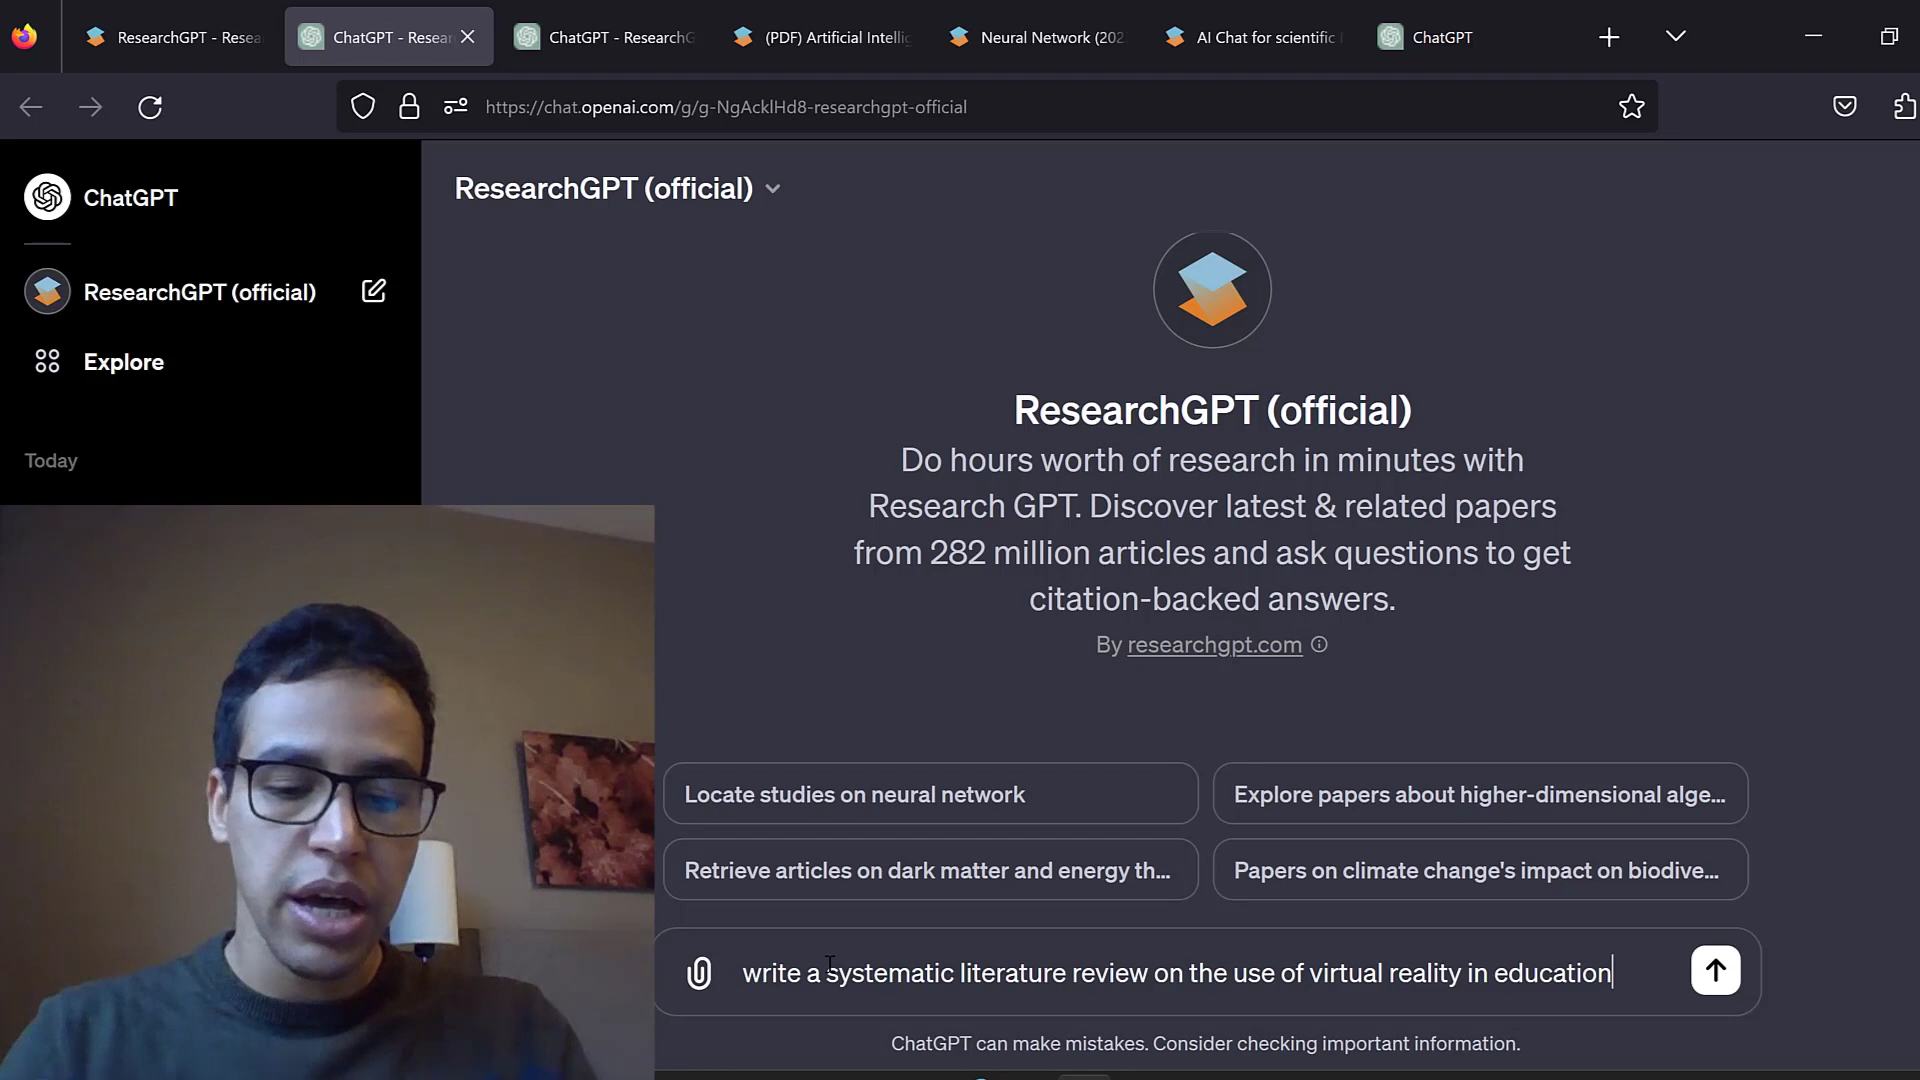 ResearchGPT - Resea
ChatGPT - Resear
ChatGPT - ResearchG
(PDF) Artificial Intellig
Neural Network (202
AI Chat for scientific
ChatGPT
https://chat.openai.com/g/g-NgAcklHd8-researchgpt-official
ChatGPT
ResearchGPT (official)
Explore
Today
ResearchGPT (official)
ResearchGPT (official)
Do hours worth of research in minutes with
Research GPT. Discover latest & related papers
from 282 million articles and ask questions to get
citation-backed answers.
By researchgpt.com
Locate studies on neural network
Explore papers about higher-dimensional alge...
Retrieve articles on dark matter and energy th...
Papers on climate change's impact on biodive...
write a systematic literature review on the use of virtual reality in education
ChatGPT can make mistakes. Consider checking important information.